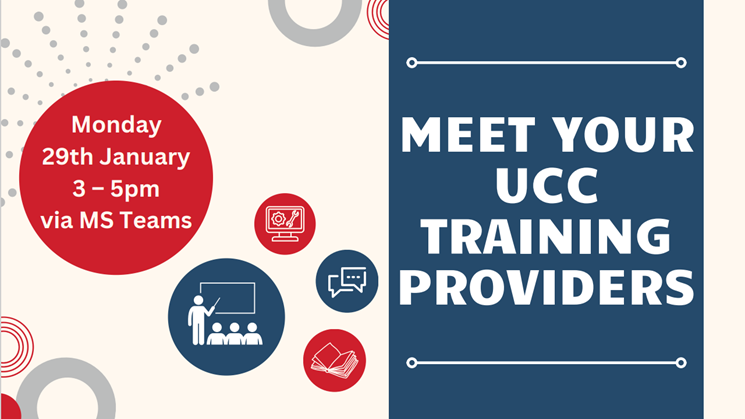 Monday
29th January
3 – 5pm
via MS Teams
MEET YOUR
UCC
TRAINING
PROVIDERS